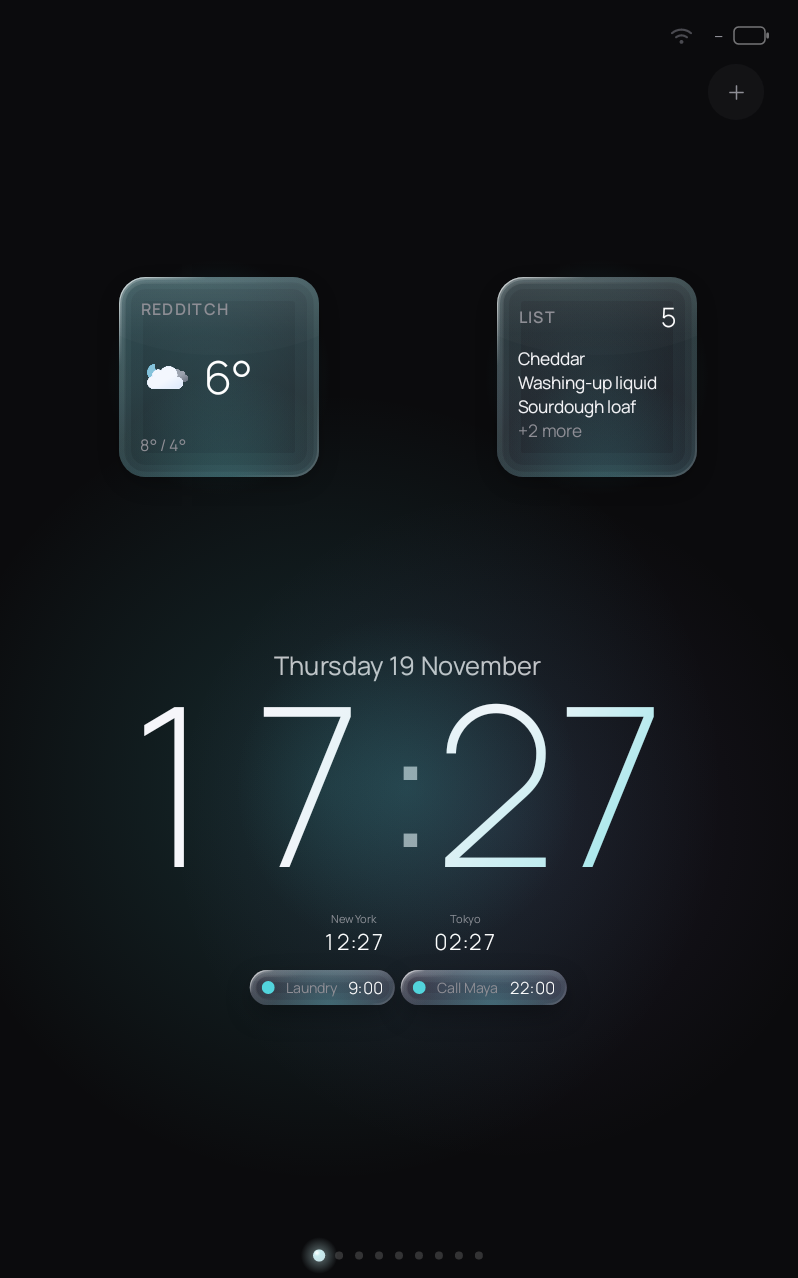 –
+
REDDITCH
6°
8° / 4°
LIST 5
Cheddar
Washing-up liquid
Sourdough loaf
+2 more
Thursday 19 November
17:27
New York
12:27
Tokyo
02:27
Laundry 9:00
Call Maya 22:00